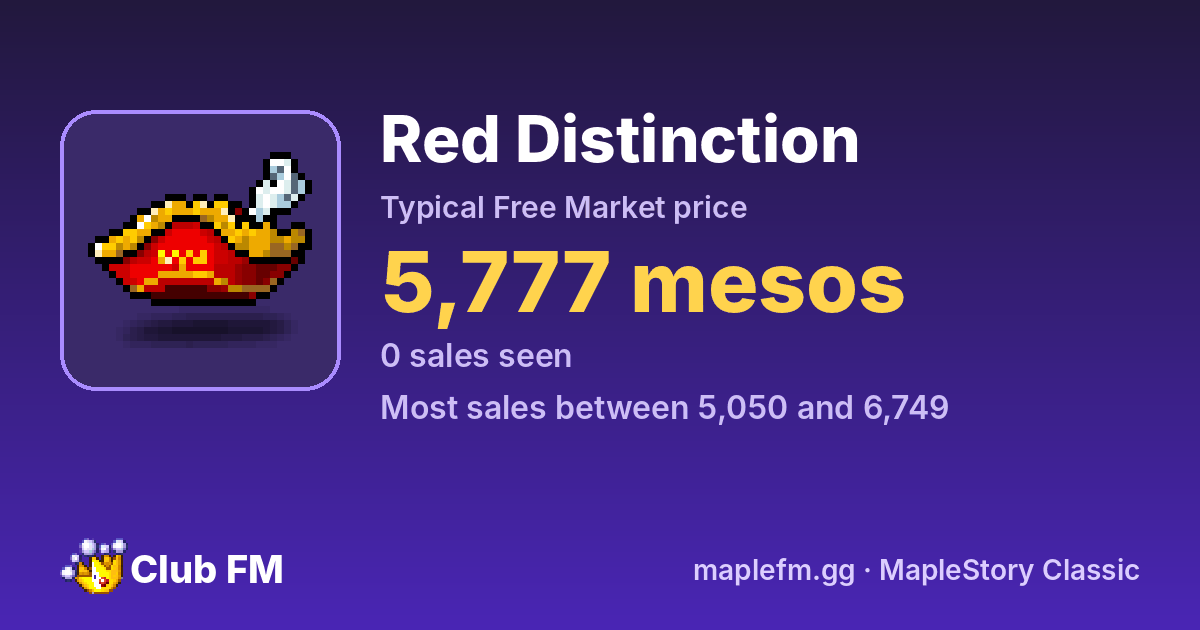 Red Distinction
Typical Free Market price
5,777 mesos
0 sales seen
Most sales between 5,050 and 6,749
Club FM
maplefm.gg · MapleStory Classic